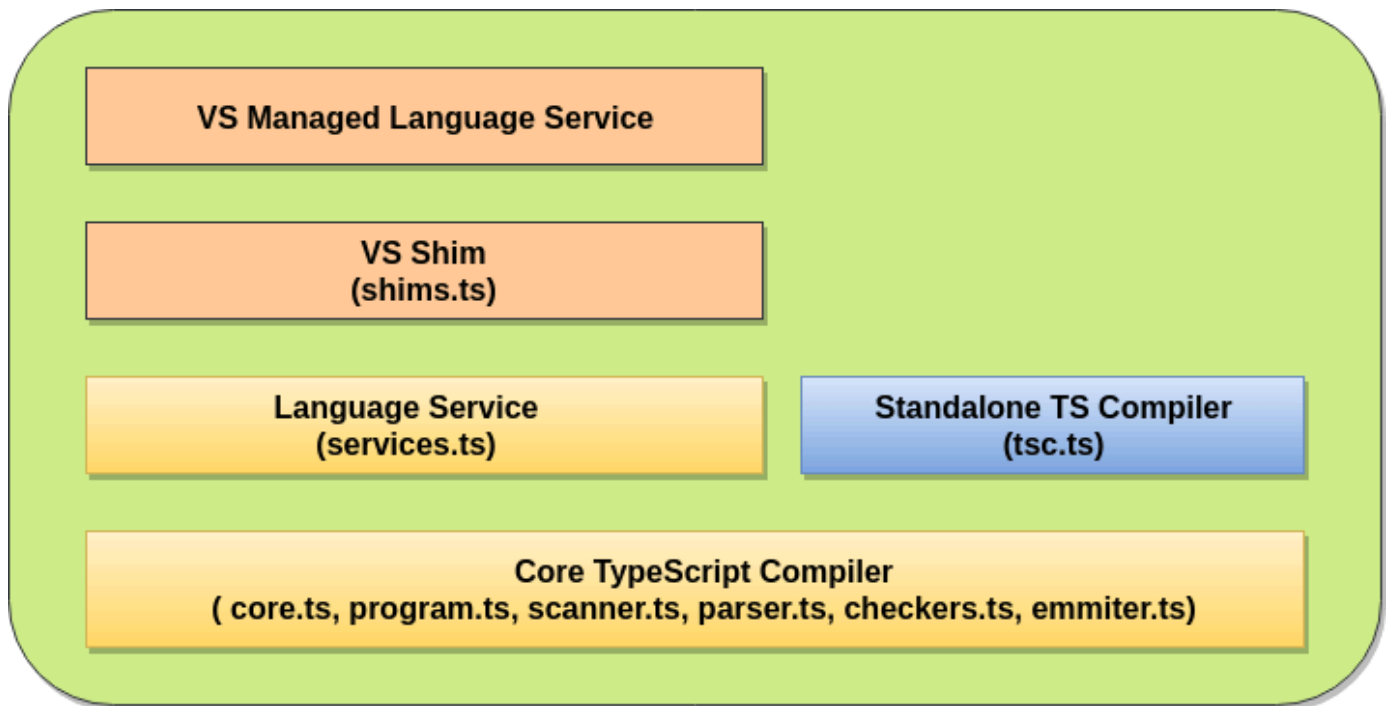 VS Managed Language Service
VS Shim
(shims.ts)
Language Service
(services.ts)
Standalone TS Compiler
(tsc.ts)
Core TypeScript Compiler
( core.ts, program.ts, scanner.ts, parser.ts, checkers.ts, emmiter.ts)